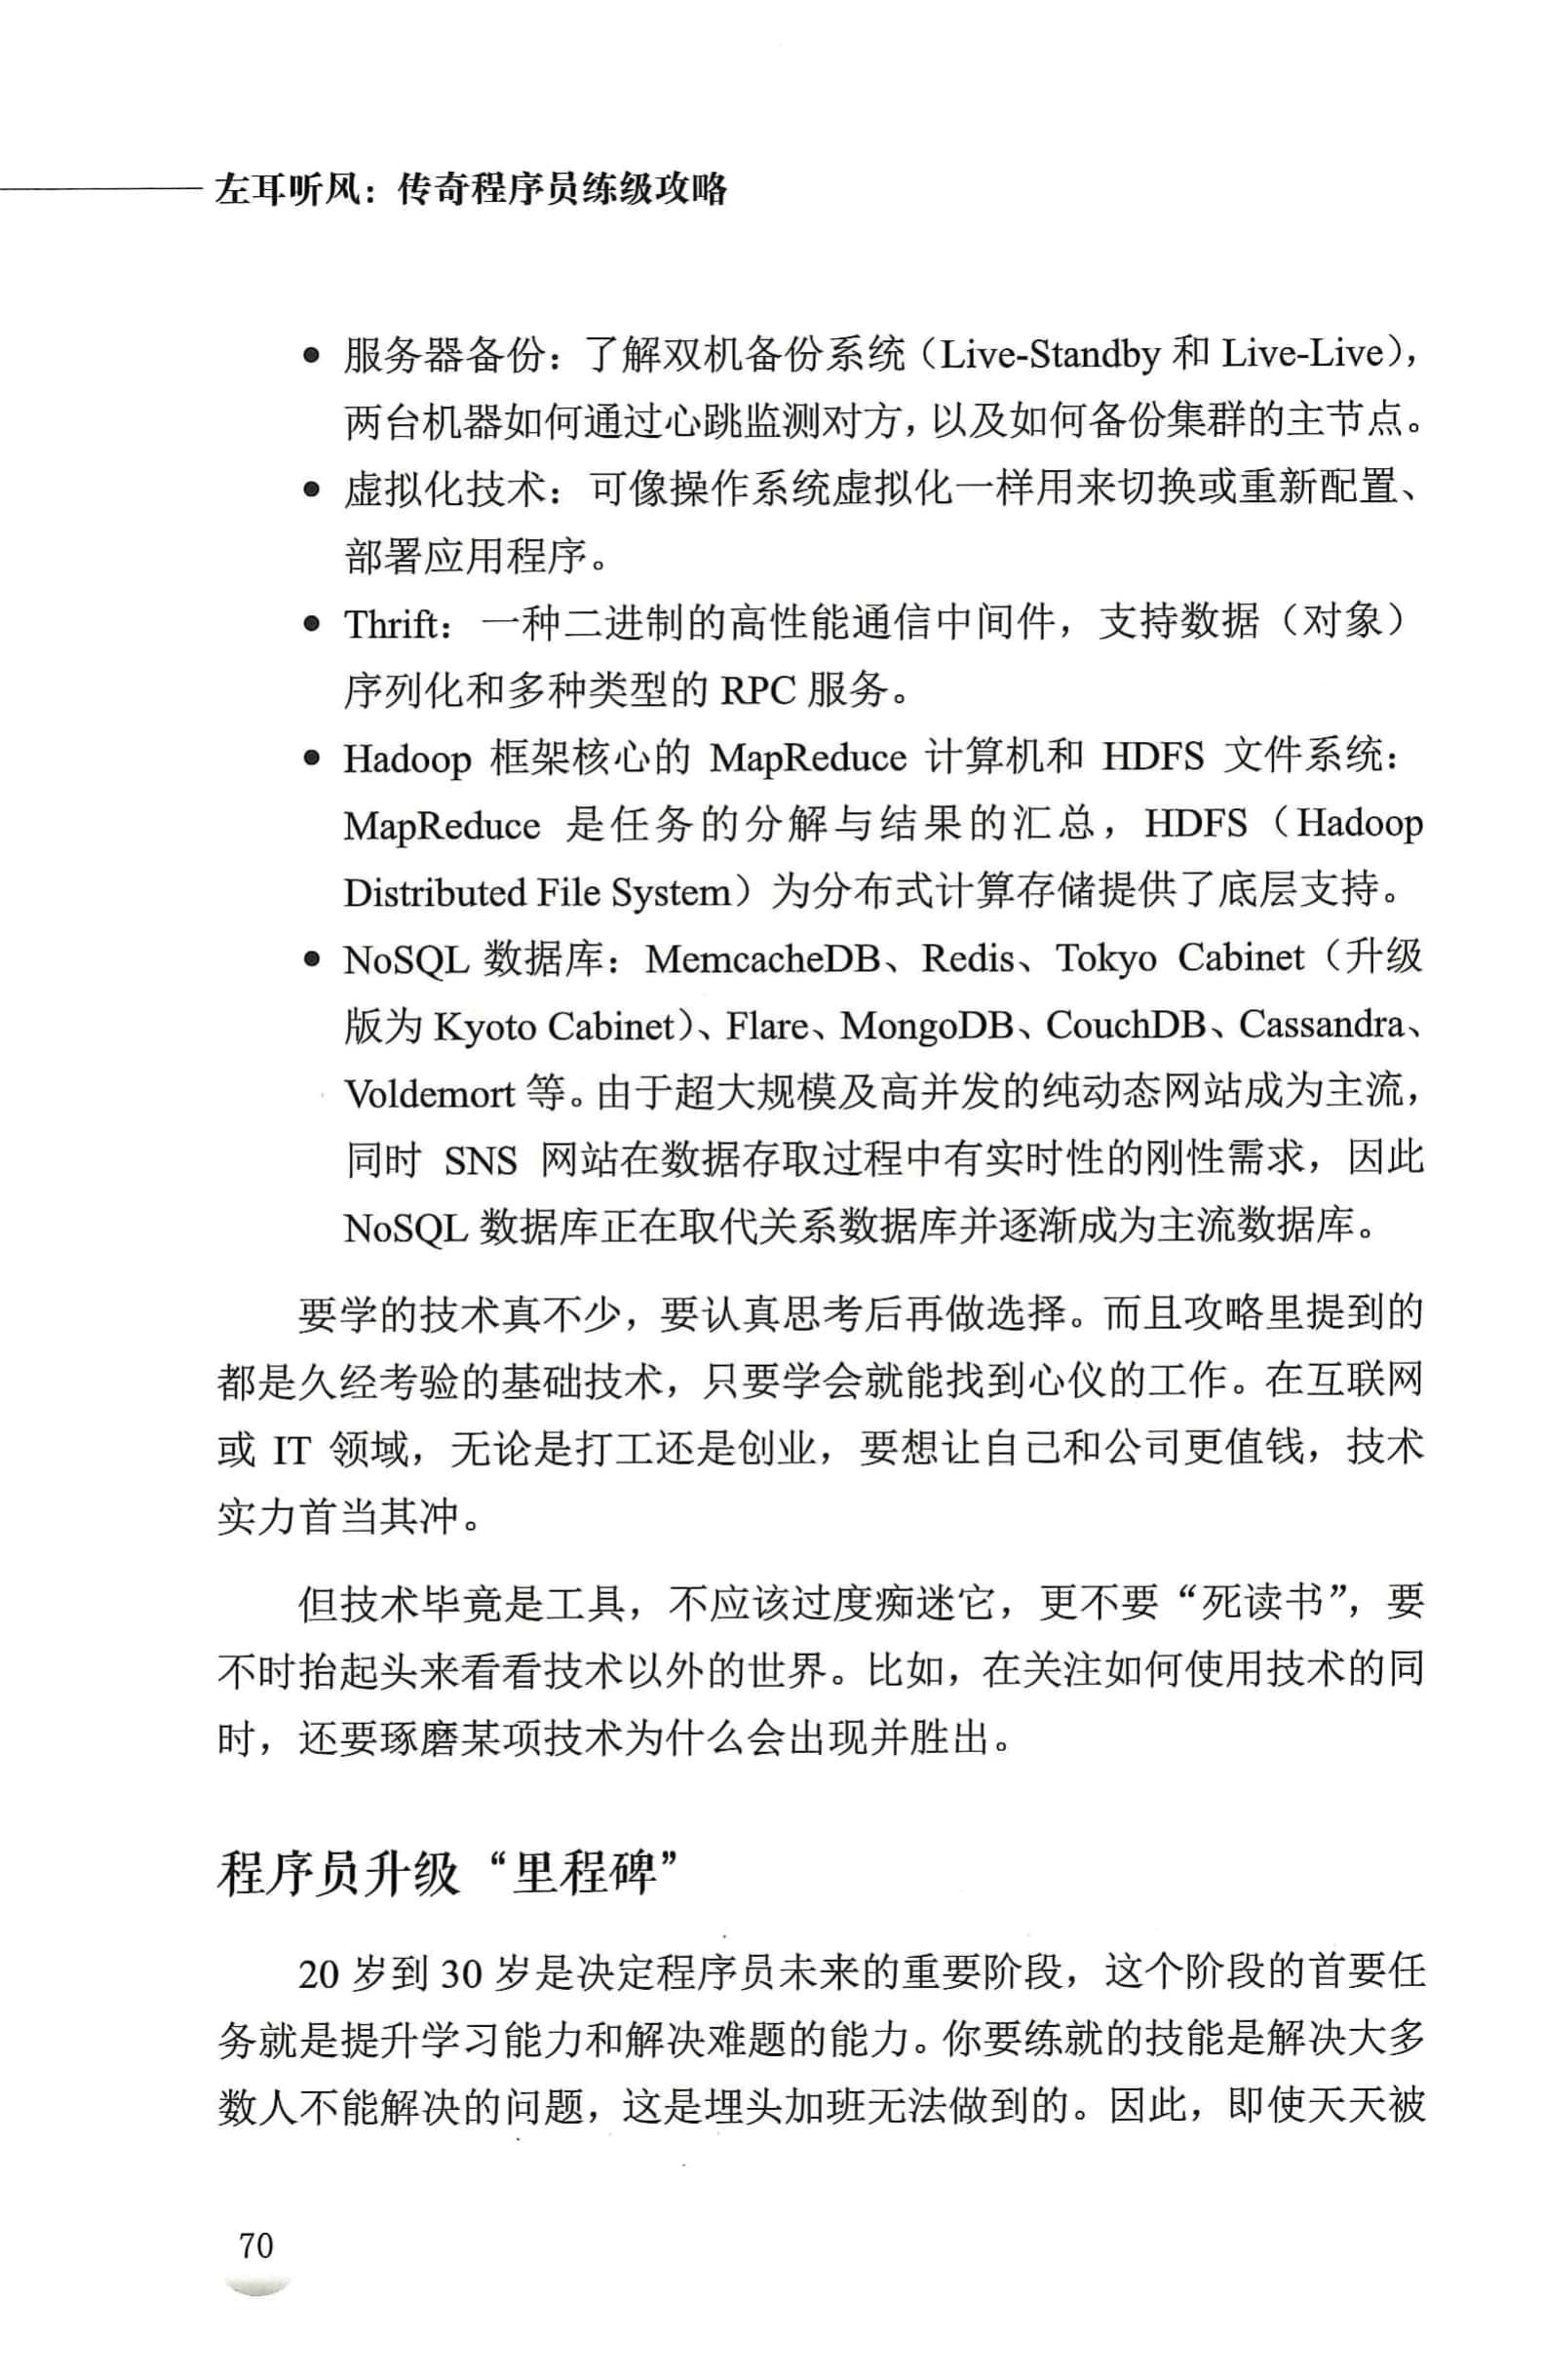 左耳听风：传奇程序员练级攻略
● 服务器备份：了解双机备份系统（Live-Standby 和 Live-Live），
两台机器如何通过心跳监测对方，以及如何备份集群的主节点。
● 虚拟化技术：可像操作系统虚拟化一样用来切换或重新配置、
部署应用程序。
● Thrift：一种二进制的高性能通信中间件，支持数据（对象）
序列化和多种类型的 RPC 服务。
● Hadoop 框架核心的 MapReduce 计算机和 HDFS 文件系统：
MapReduce 是任务的分解与结果的汇总，HDFS（Hadoop
Distributed File System）为分布式计算存储提供了底层支持。
● NoSQL 数据库：MemcacheDB、Redis、Tokyo Cabinet（升级
版为 Kyoto Cabinet）、Flare、MongoDB、CouchDB、Cassandra、
Voldemort 等。由于超大规模及高并发的纯动态网站成为主流，
同时 SNS 网站在数据存取过程中有实时性的刚性需求，因此
NoSQL 数据库正在取代关系数据库并逐渐成为主流数据库。
要学的技术真不少，要认真思考后再做选择。而且攻略里提到的
都是久经考验的基础技术，只要学会就能找到心仪的工作。在互联网
或 IT 领域，无论是打工还是创业，要想让自己和公司更值钱，技术
实力首当其冲。
但技术毕竟是工具，不应该过度痴迷它，更不要“死读书”，要
不时抬起头来看看技术以外的世界。比如，在关注如何使用技术的同
时，还要琢磨某项技术为什么会出现并胜出。
程序员升级“里程碑”
20 岁到 30 岁是决定程序员未来的重要阶段，这个阶段的首要任
务就是提升学习能力和解决难题的能力。你要练就的技能是解决大多
数人不能解决的问题，这是埋头加班无法做到的。因此，即使天天被
70